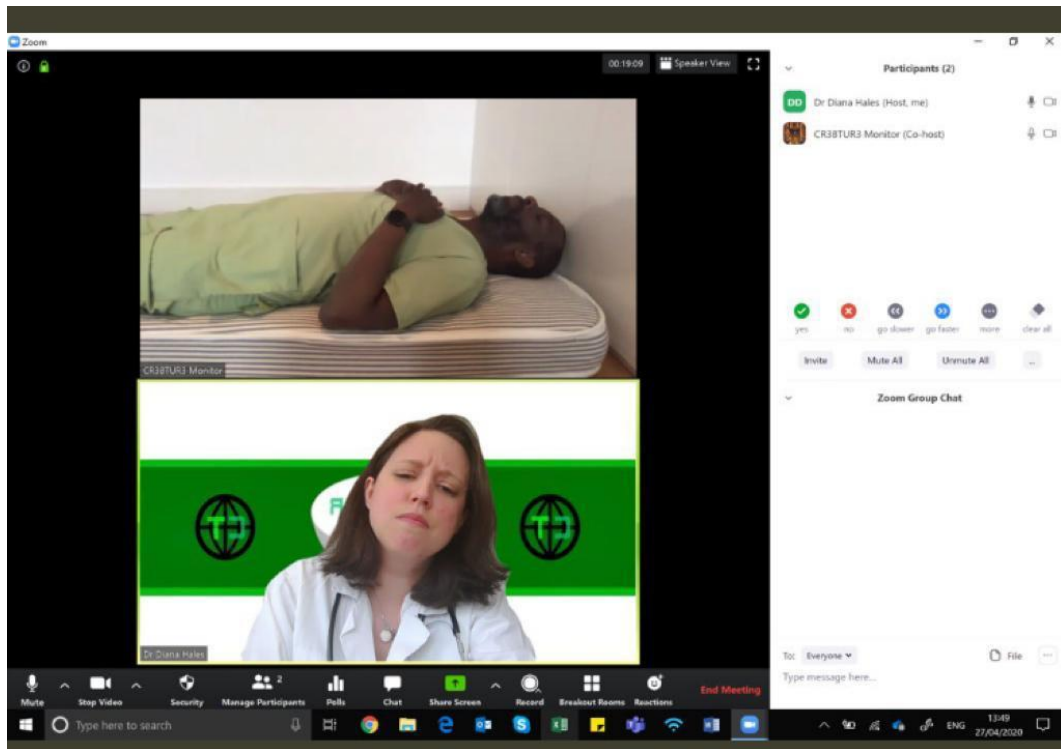 Zoom
00:19:09
Speaker View
CR38TUR3 Monitor
Dr Diana Hales
Participants (2)
DD
Dr Diana Hales (Host, me)
CR38TUR3 Monitor (Co-host)
yes
no
go slower
go faster
more
clear all
Invite
Mute All
Unmute All
...
Zoom Group Chat
To:
Everyone
File
...
Type message here...
Mute
Stop Video
Security
2
Manage Participants
Polls
Chat
Share Screen
Record
Breakout Rooms
Reactions
End Meeting
Type here to search
ENG
13:49
27/04/2020